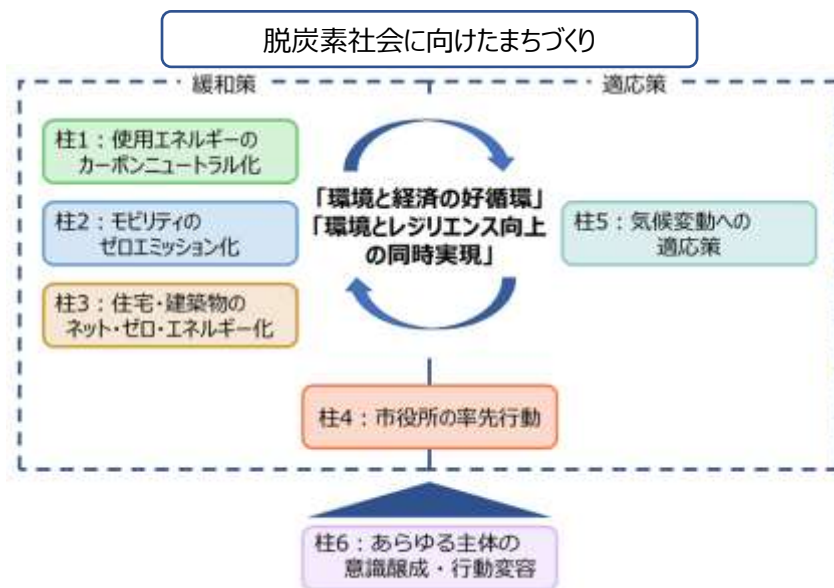 脱炭素社会に向けたまちづくり
緩和策
適応策
柱1：使用エネルギーの
カーボンニュートラル化
柱2：モビリティの
ゼロエミッション化
柱3：住宅・建築物の
ネット・ゼロ・エネルギー化
「環境と経済の好循環」
「環境とレジリエンス向上
の同時実現」
柱5：気候変動への
適応策
柱4：市役所の率先行動
柱6：あらゆる主体の
意識醸成・行動変容